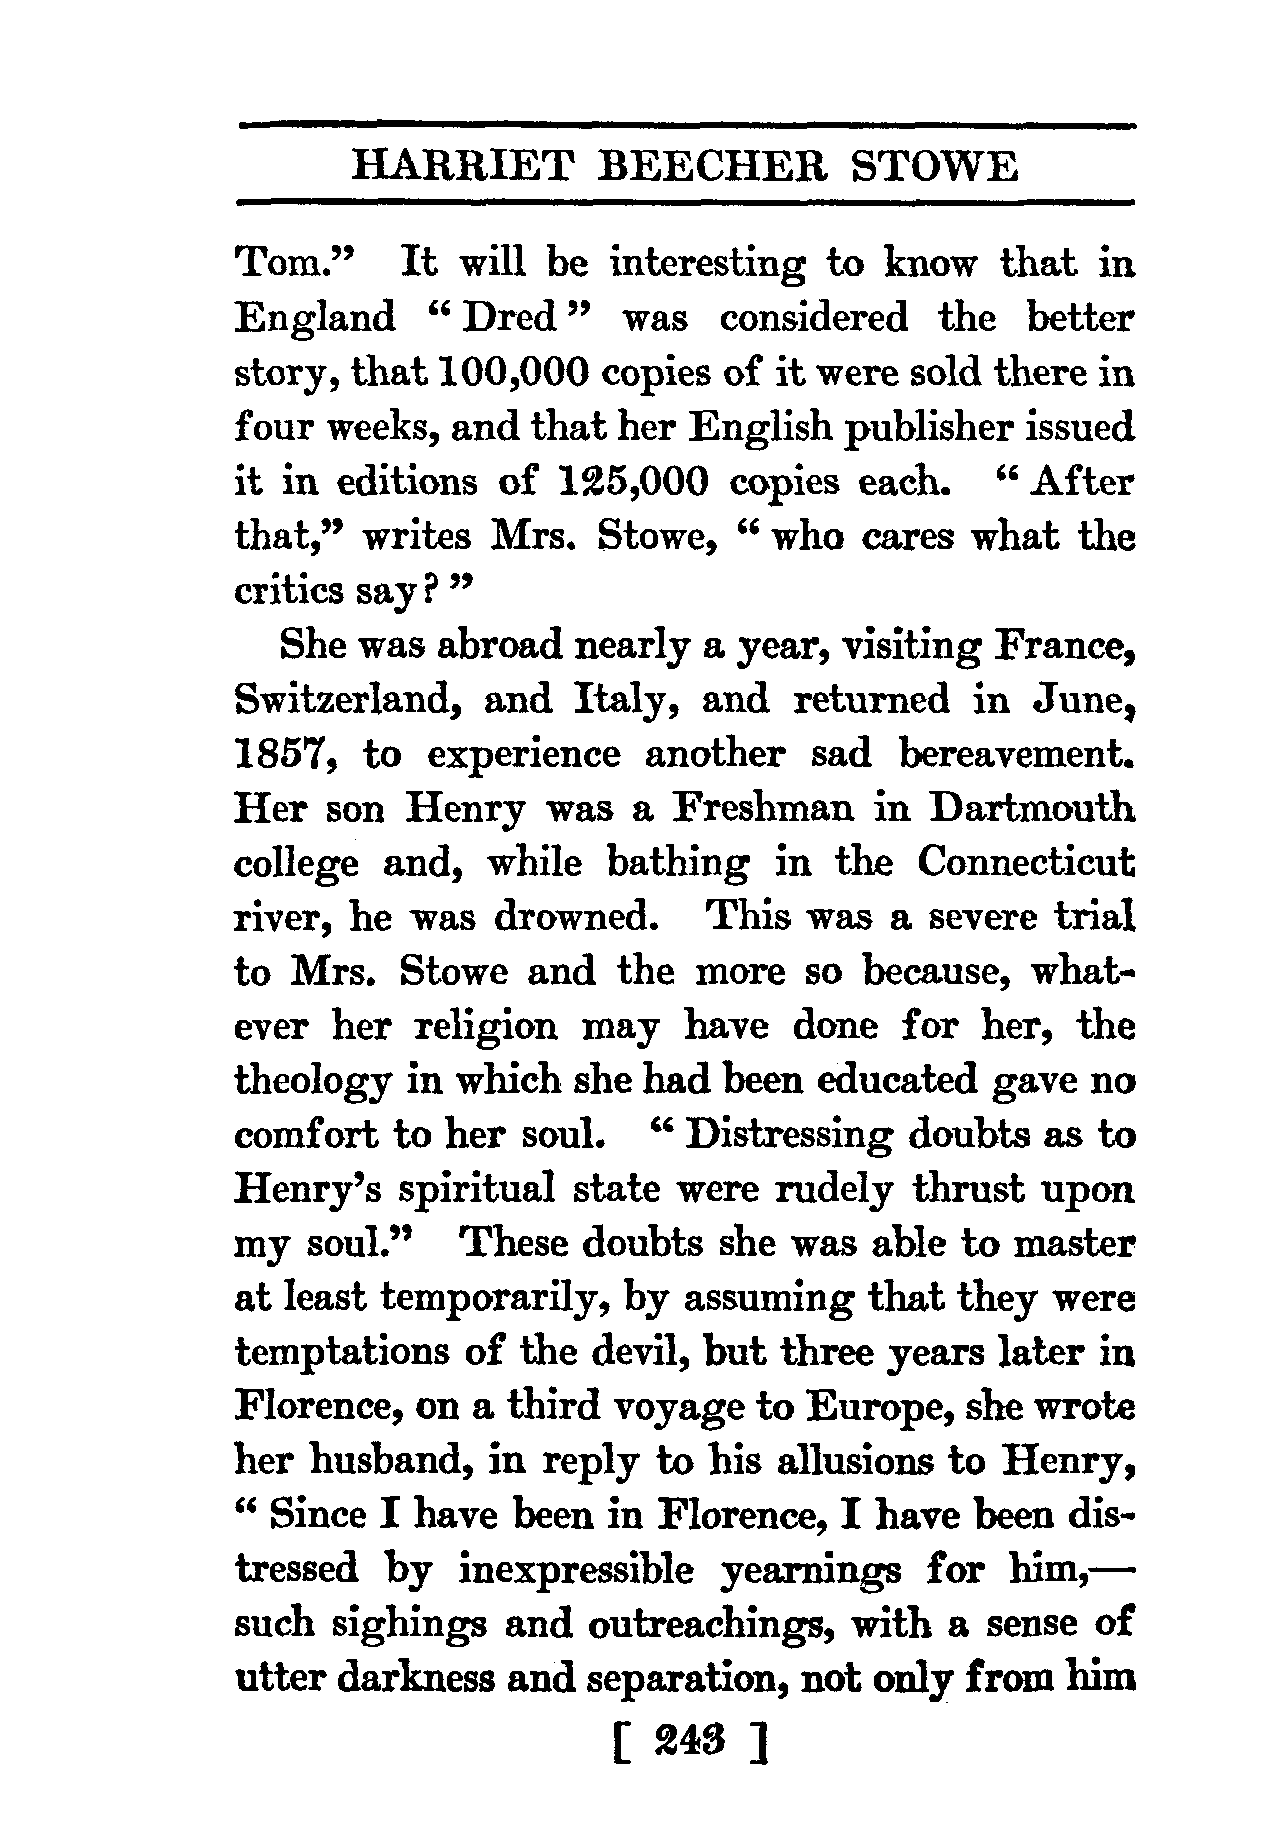 HARRIET BEECHER STOWE
Tom." It will be interesting to know that in
England "Dred" was considered the better
story, that 100,000 copies of it were sold there in
four weeks, and that her English publisher issued
it in editions of 125,000 copies each. "After
that," writes Mrs. Stowe, "who cares what the
critics say?"
She was abroad nearly a year, visiting France,
Switzerland, and Italy, and returned in June,
1857, to experience another sad bereavement.
Her son Henry was a Freshman in Dartmouth
college and, while bathing in the Connecticut
river, he was drowned. This was a severe trial
to Mrs. Stowe and the more so because, what-
ever her religion may have done for her, the
theology in which she had been educated gave no
comfort to her soul. "Distressing doubts as to
Henry's spiritual state were rudely thrust upon
my soul." These doubts she was able to master
at least temporarily, by assuming that they were
temptations of the devil, but three years later in
Florence, on a third voyage to Europe, she wrote
her husband, in reply to his allusions to Henry,
"Since I have been in Florence, I have been dis-
tressed by inexpressible yearnings for him,—
such sighings and outreachings, with a sense of
utter darkness and separation, not only from him
[ 243 ]